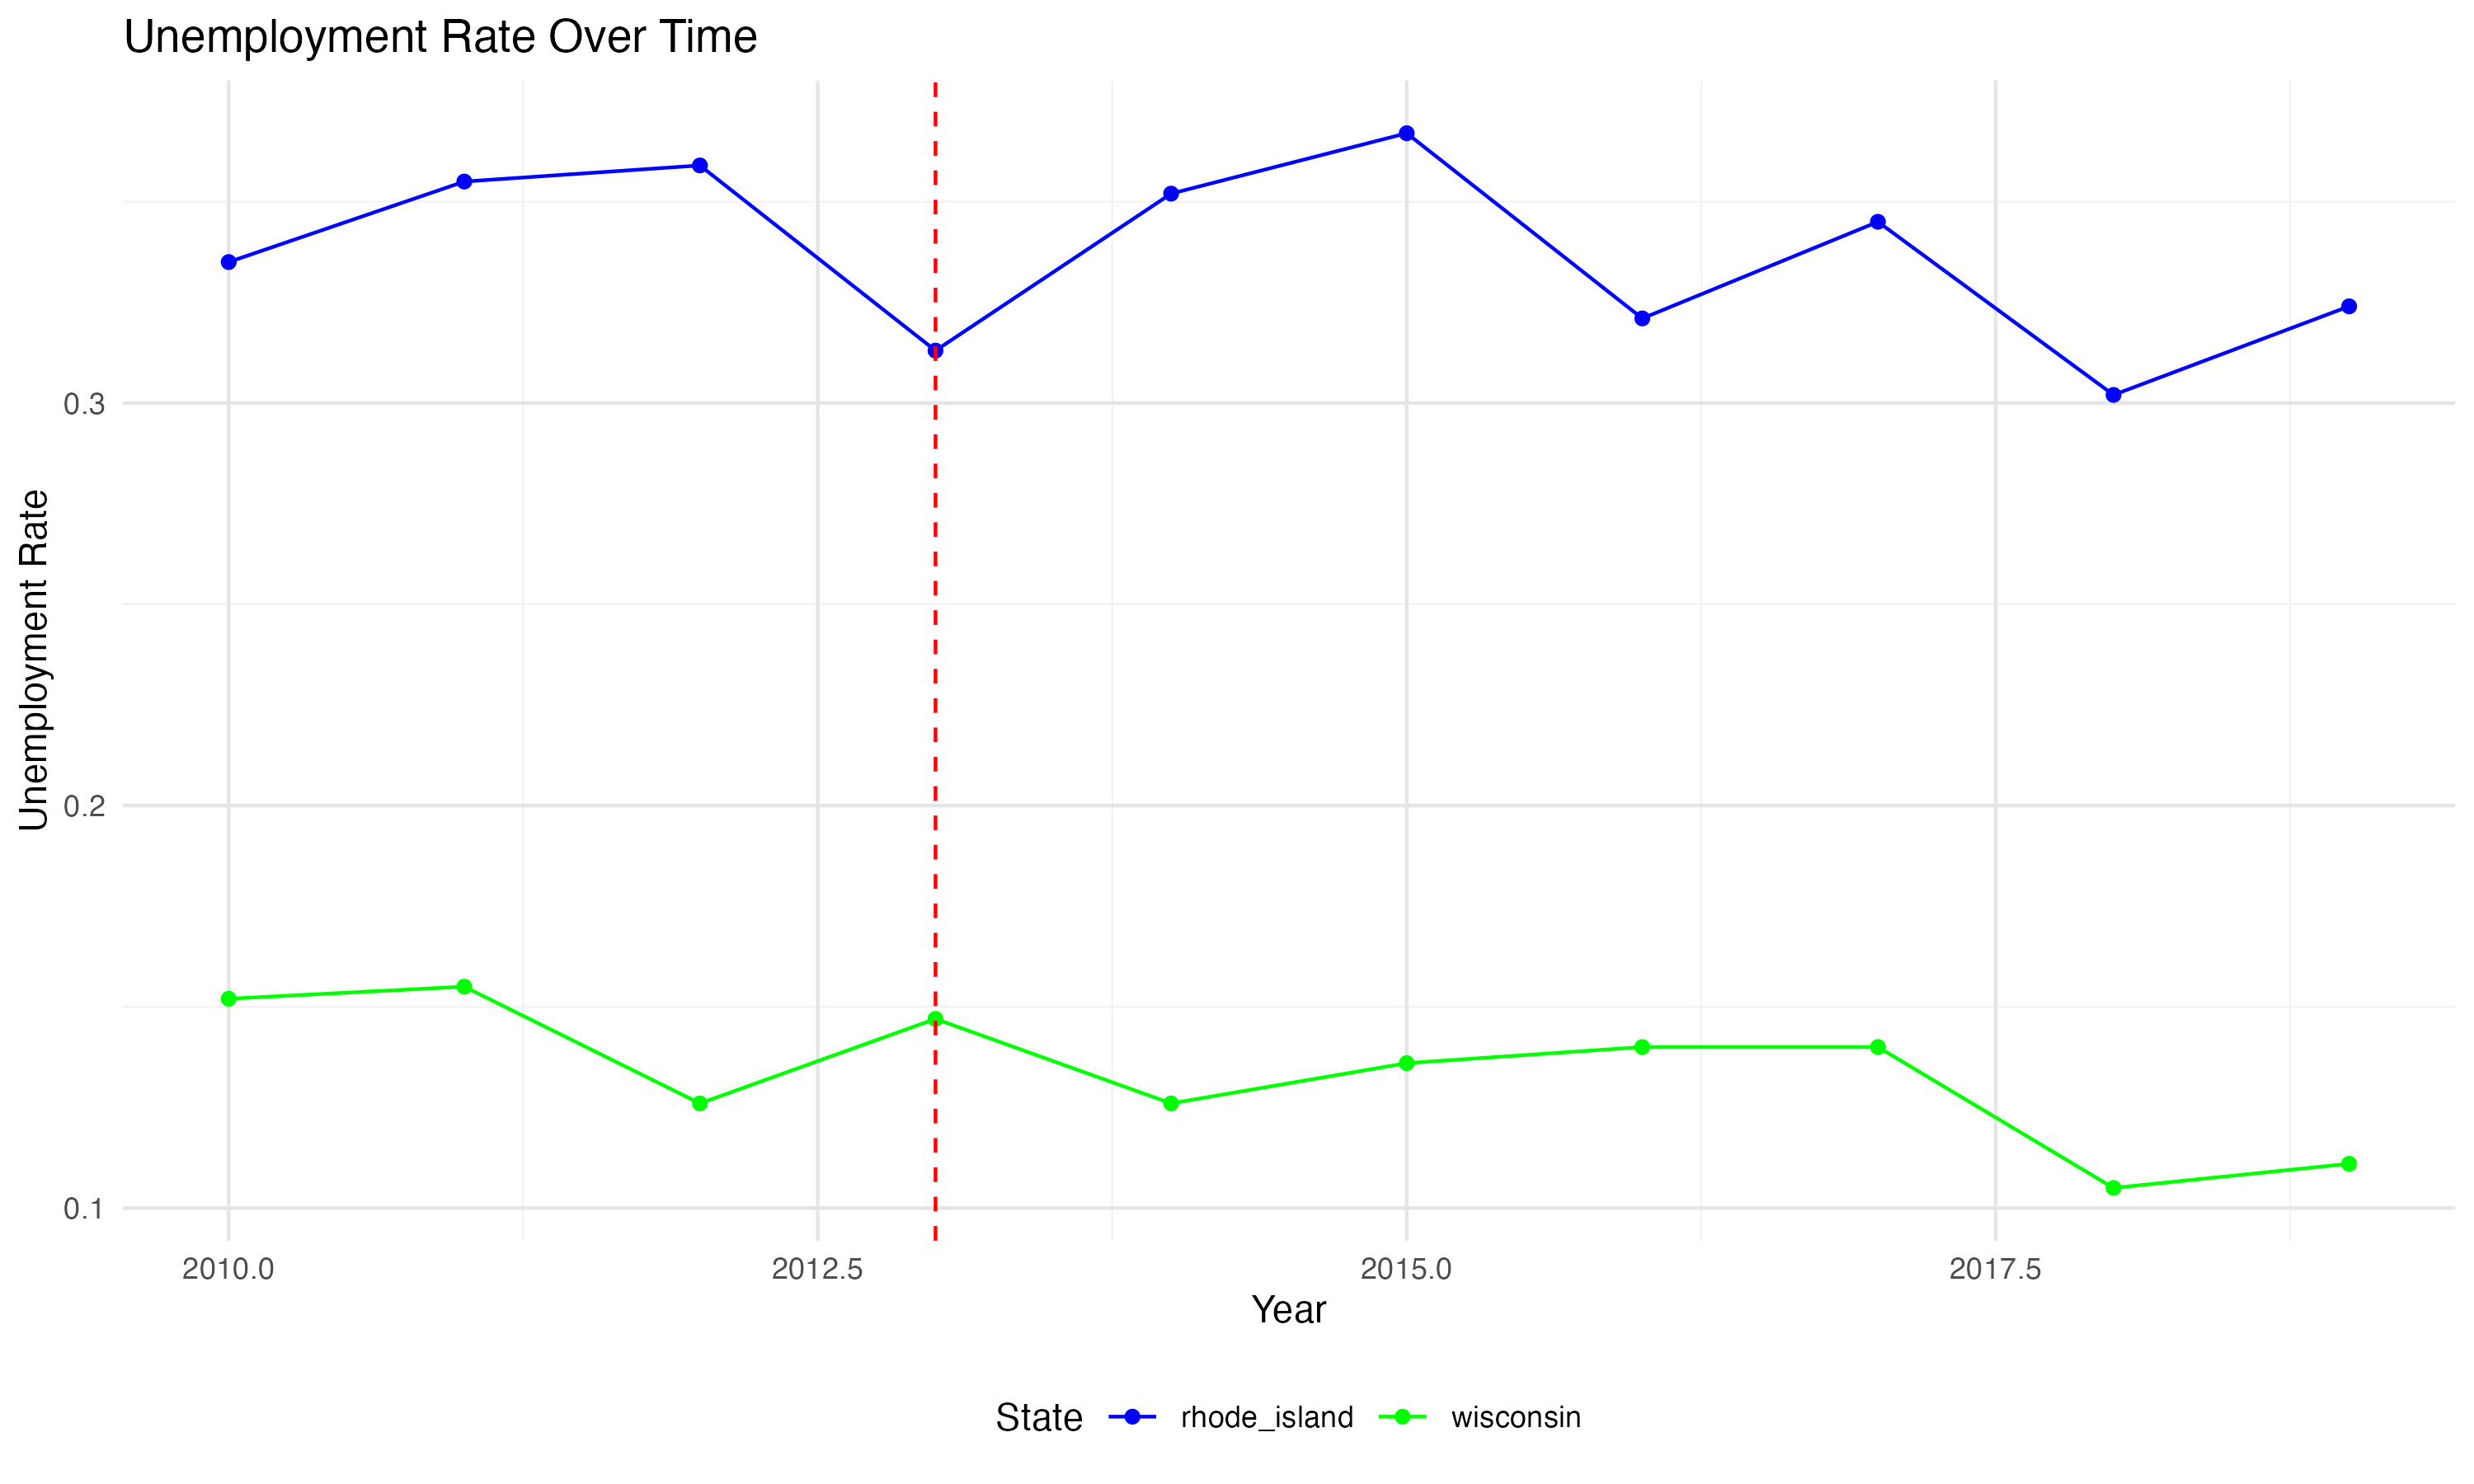 Unemployment Rate Over Time
Unemployment Rate
0.3
0.2
0.1
2010.0 2012.5 2015.0 2017.5
Year
State rhode_island wisconsin